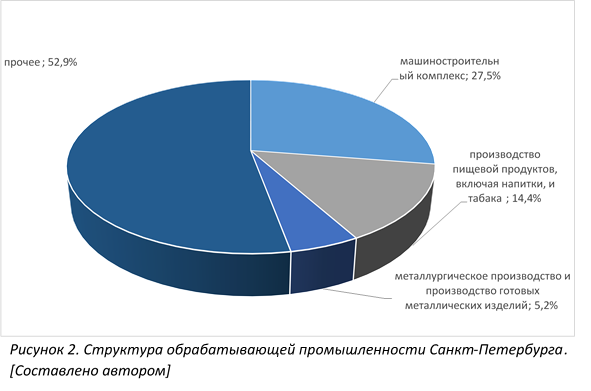 прочее ; 52,9%
машиностроительн
ый комплекс; 27,5%
производство
пищевой продуктов,
включая напитки, и
табака ; 14,4%
металлургическое производство и
производство готовых
металлических изделий; 5,2%
Рисунок 2. Структура обрабатывающей промышленности Санкт-Петербурга.
[Составлено автором]